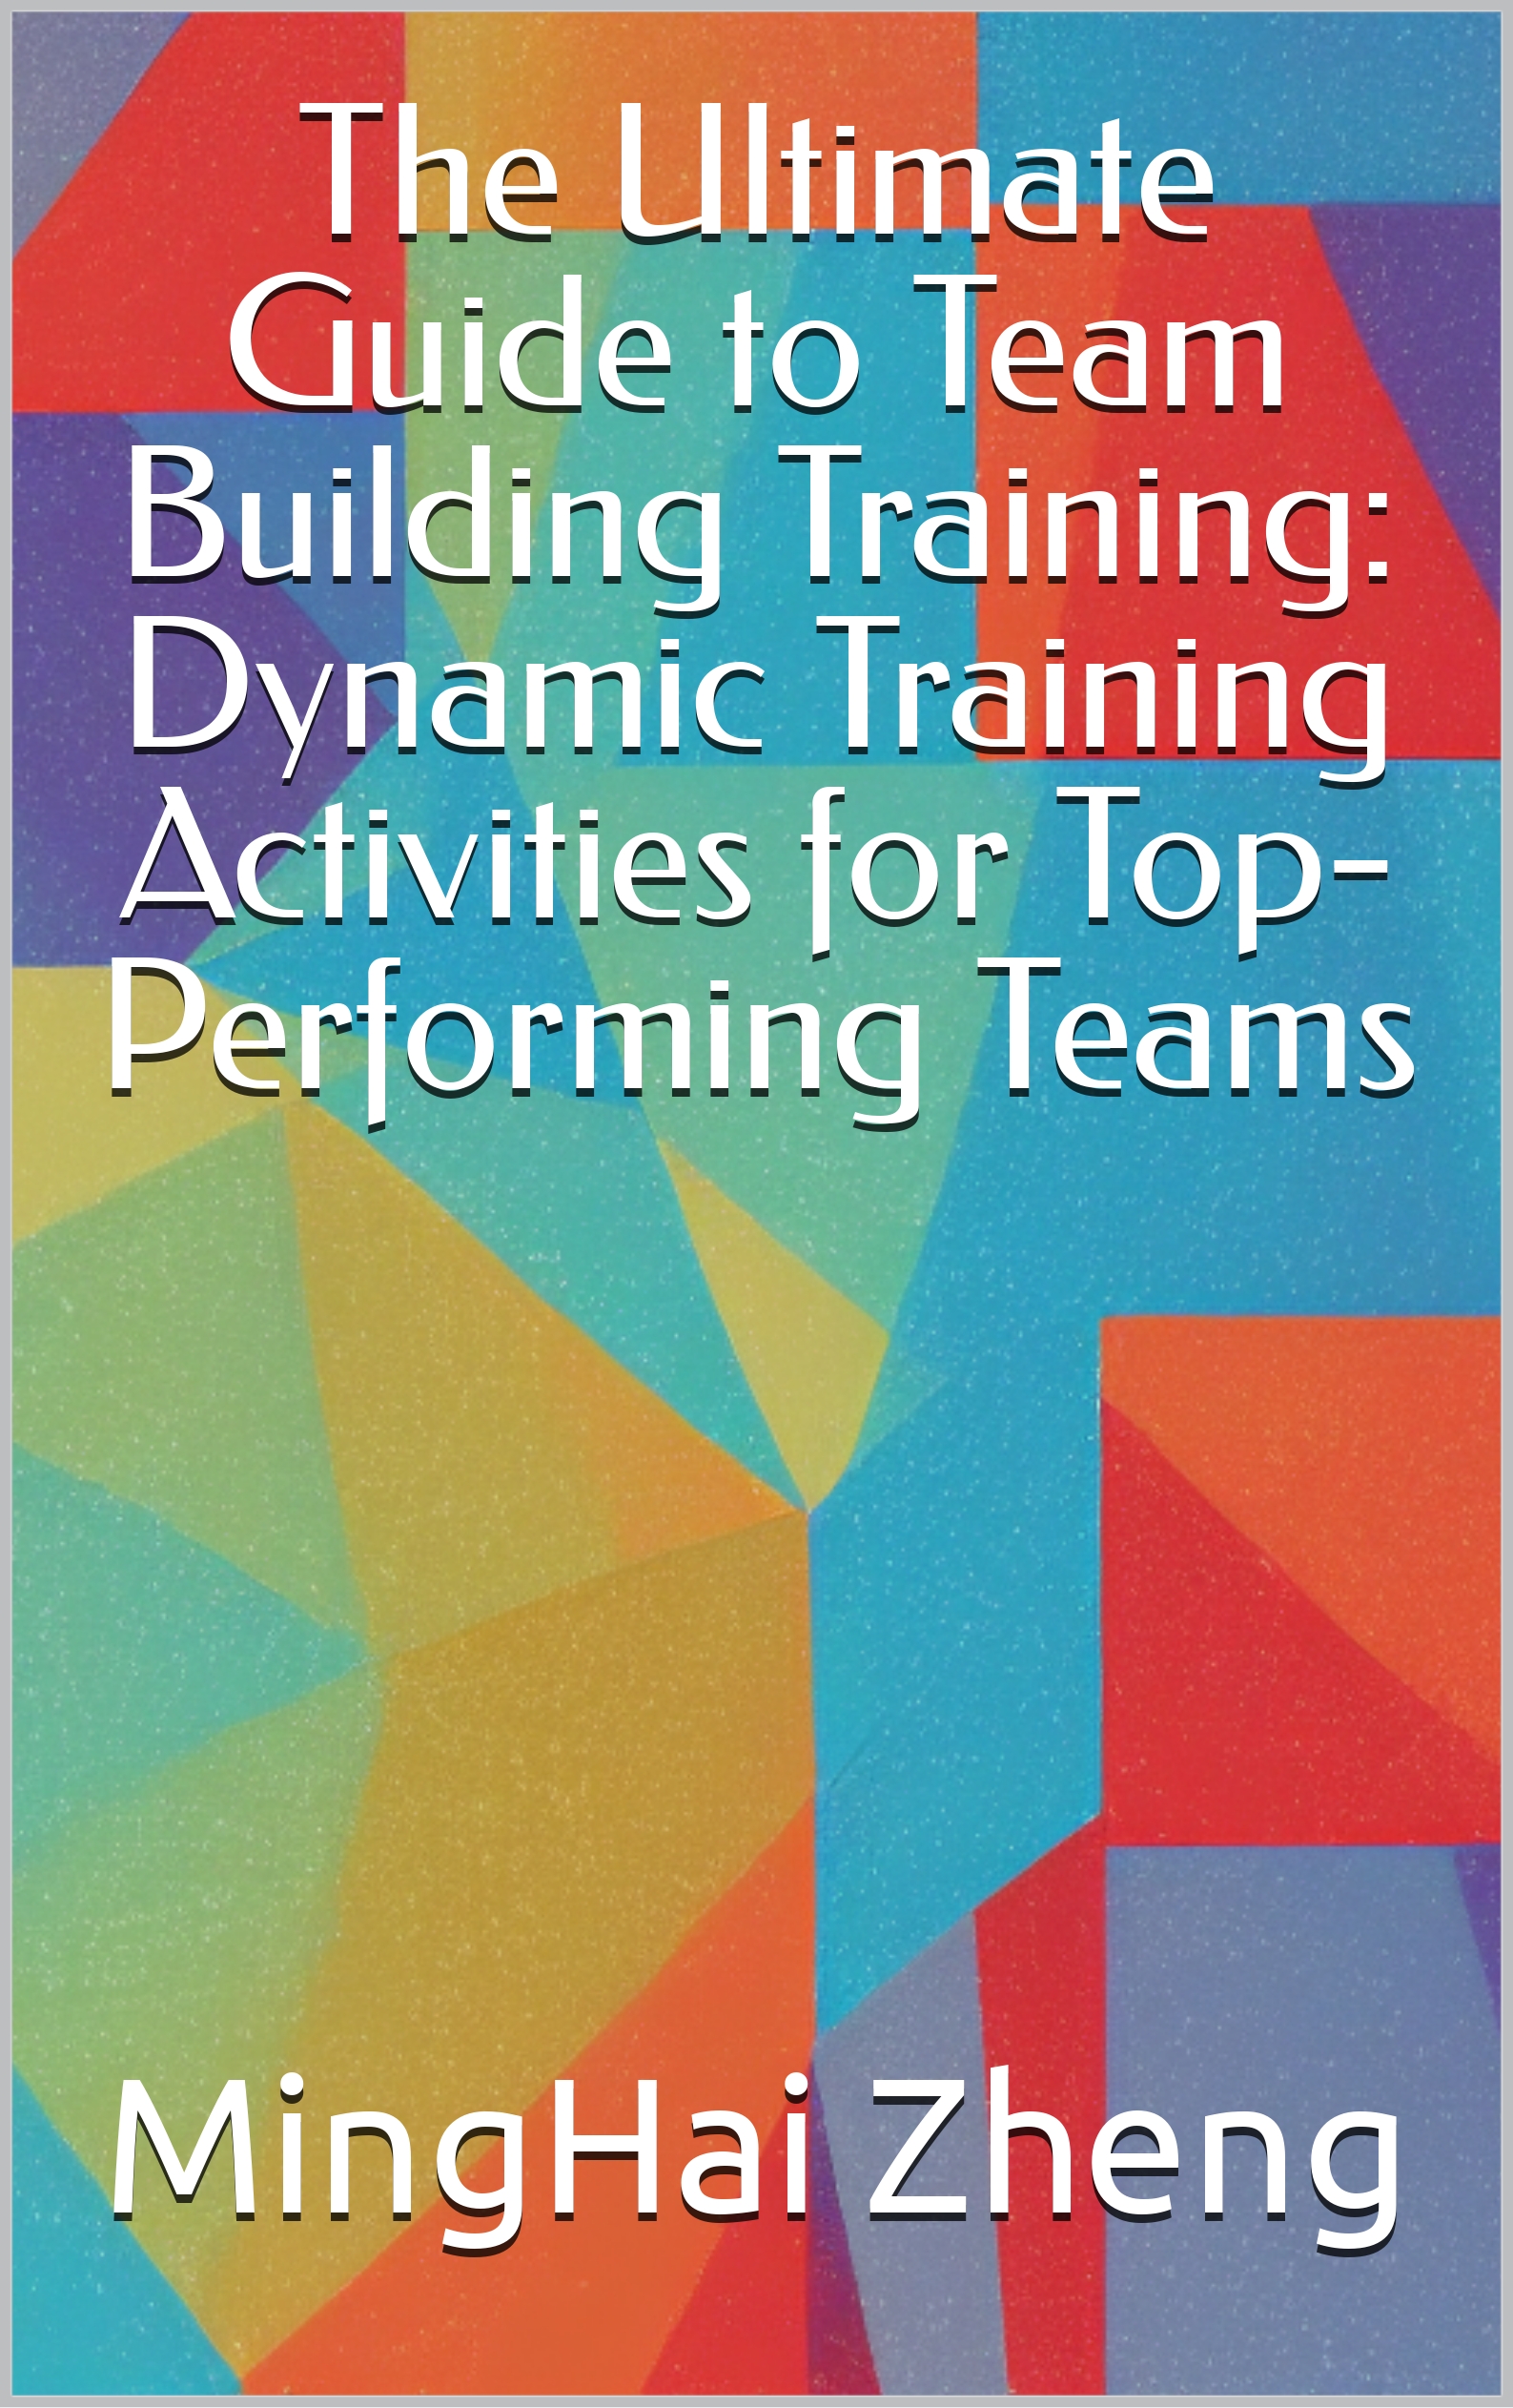 The Ultimate
Guide to Team
Building Training:
Dynamic Training
Activities for Top-
Performing Teams
MingHai Zheng